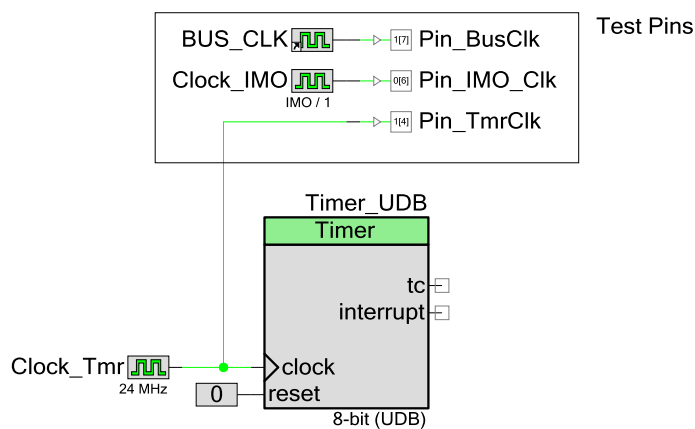 Test Pins
BUS_CLK 1[7] Pin_BusClk
Clock_IMO 0[6] Pin_IMO_Clk
IMO / 1
1[4] Pin_TmrClk
Timer_UDB
Timer
tc
interrupt
Clock_Tmr clock
24 MHz
0 reset
8-bit (UDB)